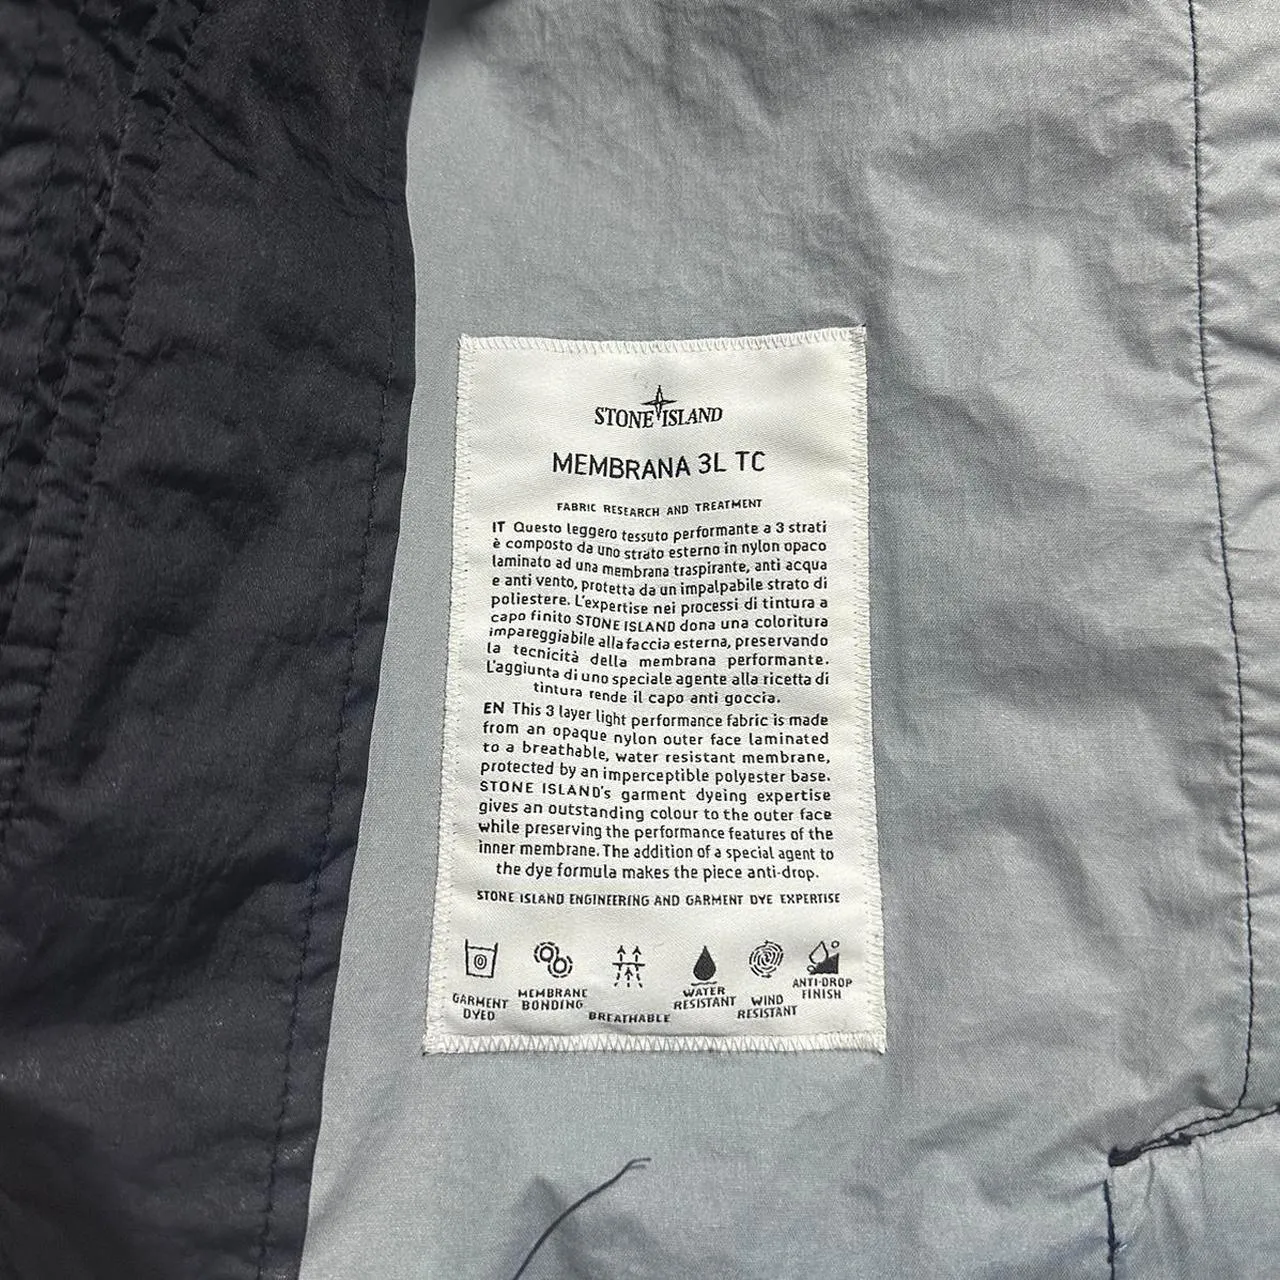 STONE ISLAND
MEMBRANA 3L TC
FABRIC RESEARCH AND TREATMENT
IT Questo leggero tessuto performante a 3 strati
è composto da uno strato esterno in nylon opaco
laminato ad una membrana traspirante, anti acqua
e anti vento, protetta da un impalpabile strato di
poliestere. L'expertise nei processi di tintura a
capo finito STONE ISLAND dona una coloritura
impareggiabile alla faccia esterna, preservando
la tecnicità della membrana performante.
L'aggiunta di uno speciale agente alla ricetta di
tintura rende il capo anti goccia.
EN This 3 layer light performance fabric is made
from an opaque nylon outer face laminated
to a breathable, water resistant membrane,
protected by an imperceptible polyester base.
STONE ISLAND's garment dyeing expertise
gives an outstanding colour to the outer face
while preserving the performance features of the
inner membrane. The addition of a special agent to
the dye formula makes the piece anti-drop.
STONE ISLAND ENGINEERING AND GARMENT DYE EXPERTISE
GARMENT
DYED
MEMBRANE
BONDING
BREATHABLE
WATER
RESISTANT
WIND
RESISTANT
ANTI-DROP
FINISH